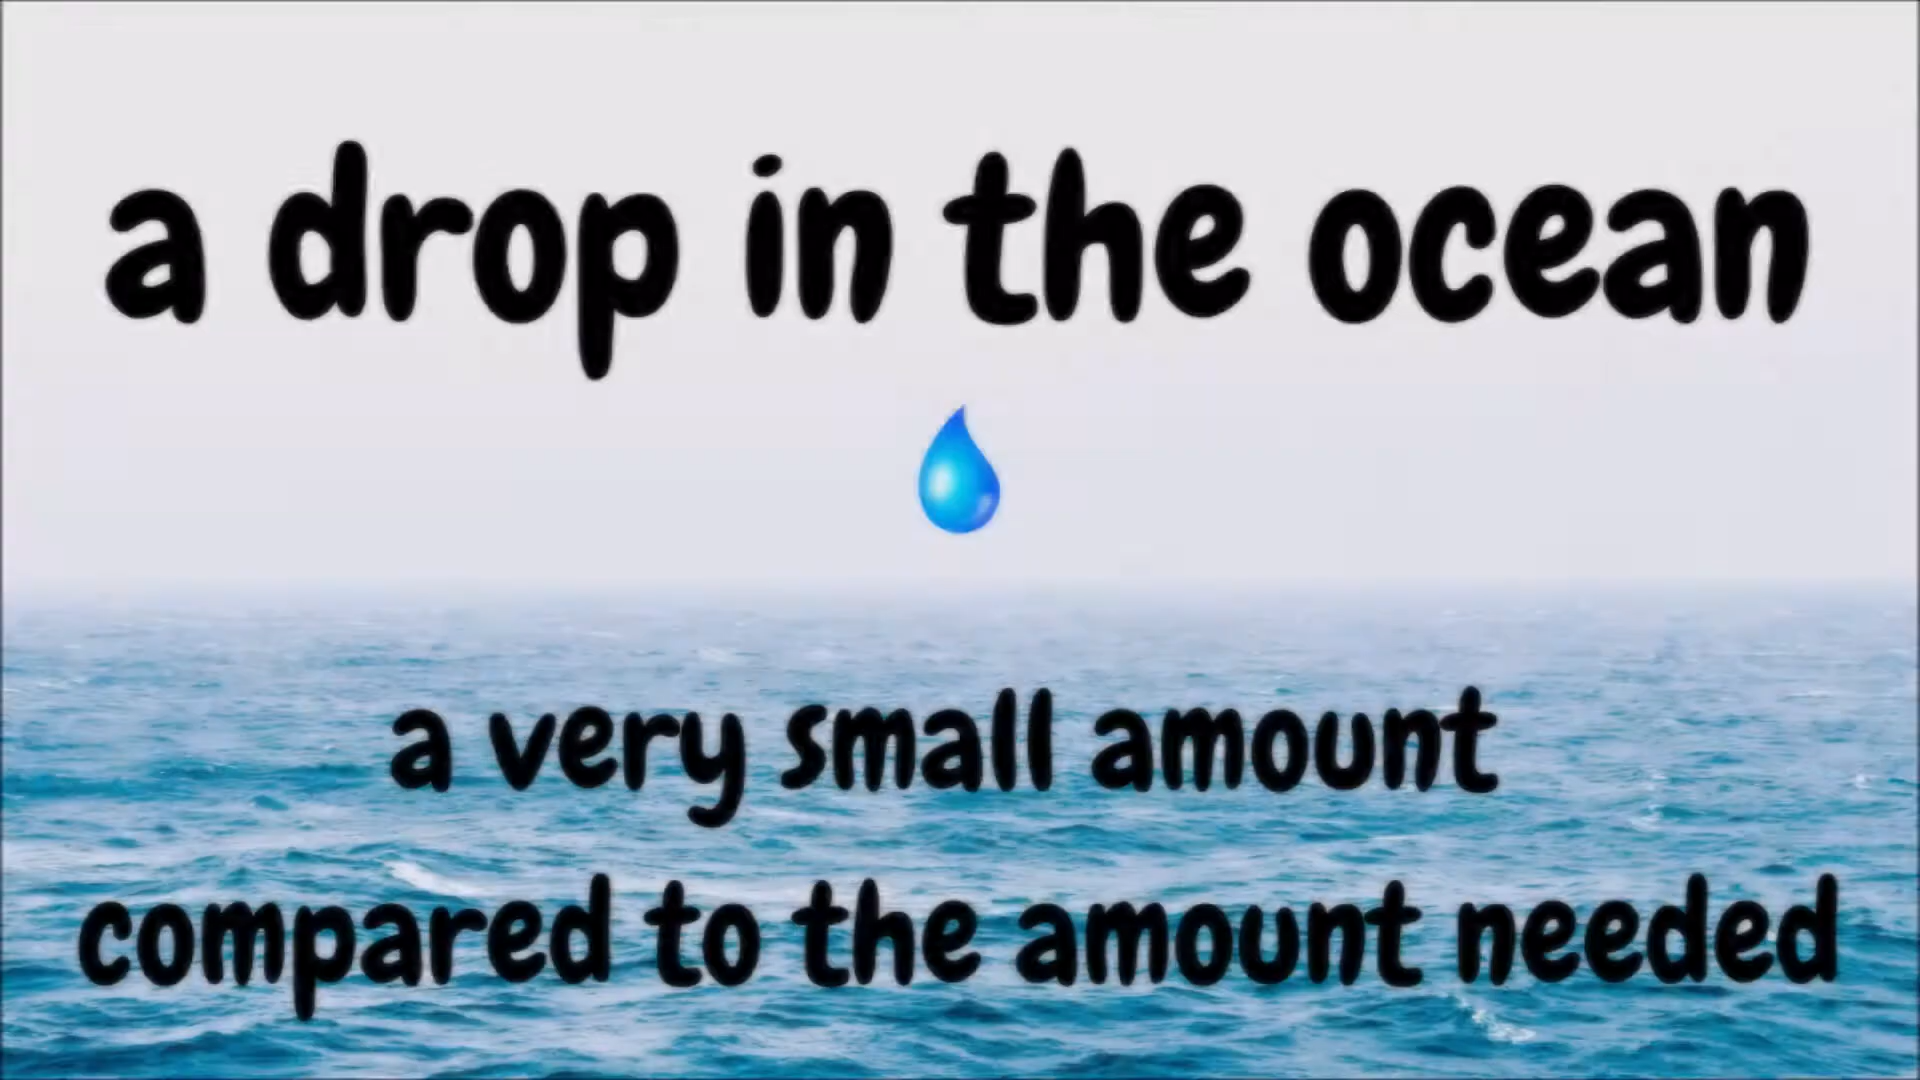 a drop in the ocean
a very small amount
compared to the amount needed